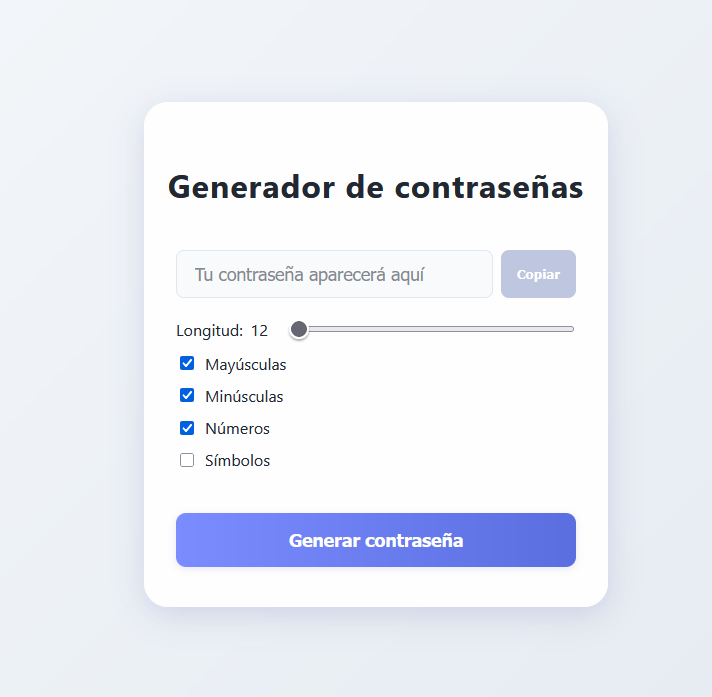 Generador de contraseñas
Tu contraseña aparecerá aquí
Copiar
Longitud: 12
Mayúsculas
Minúsculas
Números
Símbolos
Generar contraseña